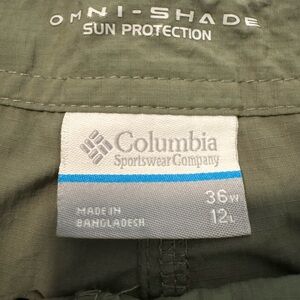 OMNI-SHADE
SUN PROTECTION
Columbia
Sportswear Company
36W
MADE IN
BANGLADESH
12L